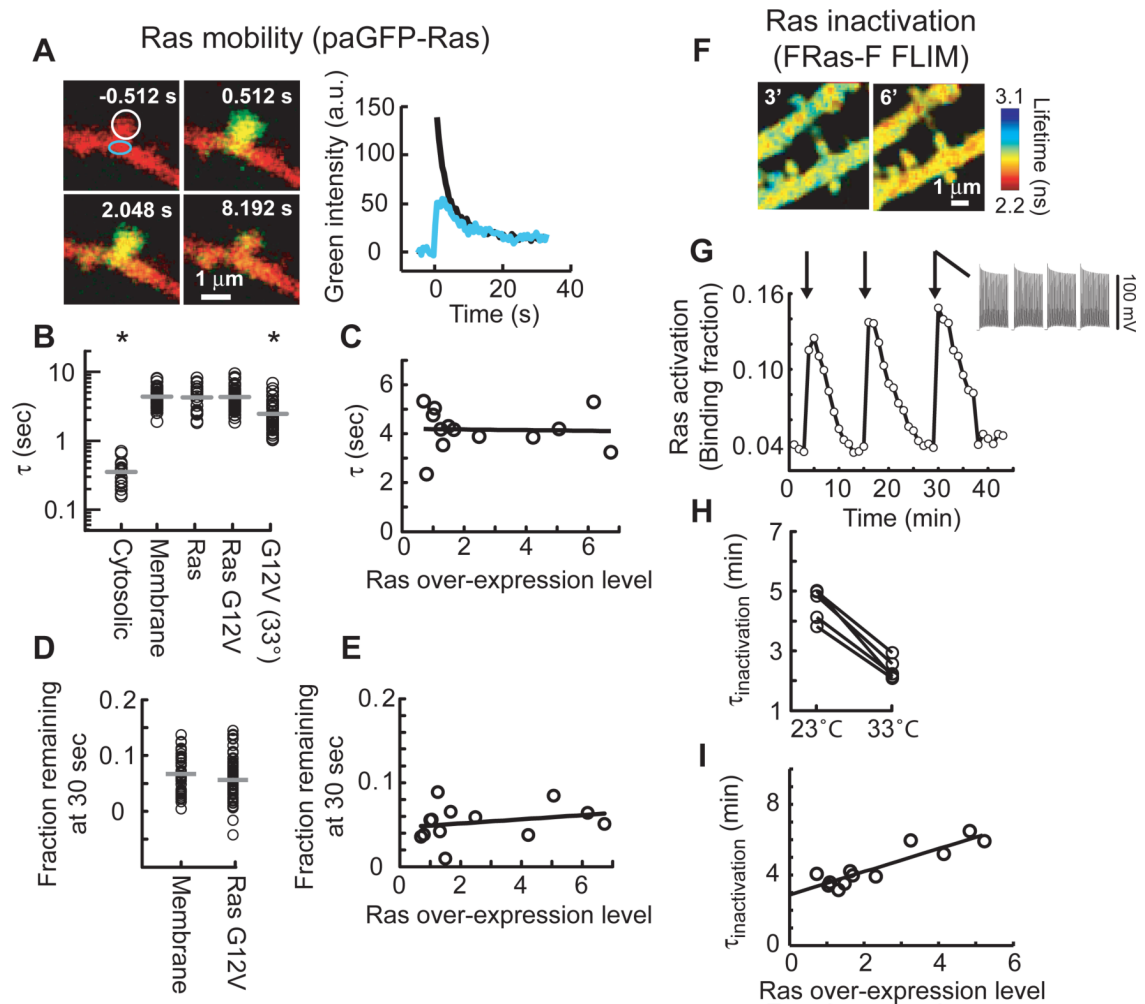 Ras mobility (paGFP-Ras)
A
-0.512 s
0.512 s
2.048 s
8.192 s
1 μm
Green intensity (a.u.)
150
100
50
0
0
20
40
Time (s)
B
*
*
τ (sec)
10
1
0.1
Cytosolic
Membrane
Ras
Ras G12V
G12V (33°)
C
τ (sec)
6
4
2
0
0
2
4
6
Ras over-expression level
D
Fraction remaining
at 30 sec
0.2
0.1
0
Membrane
Ras G12V
E
Fraction remaining
at 30 sec
0.2
0.1
0
0
2
4
6
Ras over-expression level
Ras inactivation
(FRas-F FLIM)
F
3'
6'
1 μm
3.1
2.2
Lifetime (ns)
G
100 mV
Ras activation
(Binding fraction)
0.16
0.10
0.04
0
10
20
30
40
Time (min)
H
τinactivation (min)
7
5
3
1
23°C
33°C
I
τinactivation (min)
8
4
0
0
2
4
6
Ras over-expression level